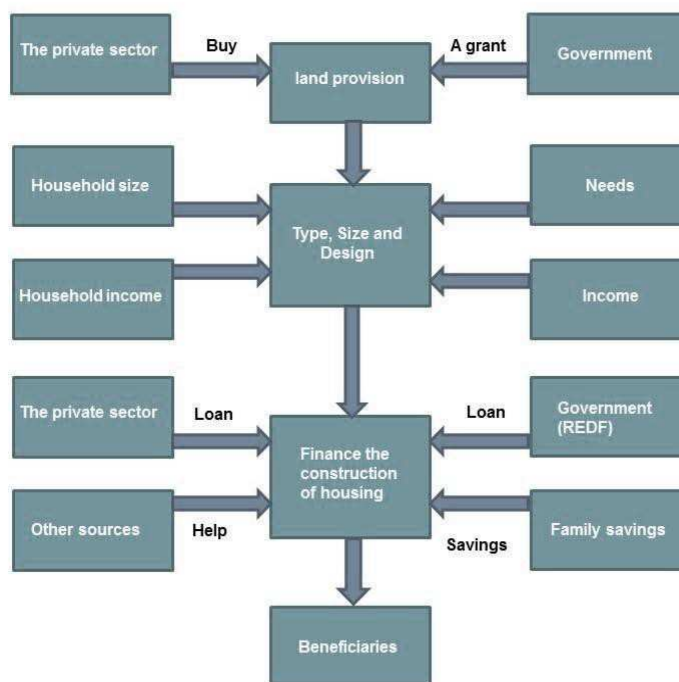 The private sector
Buy
land provision
A grant
Government
Household size
Needs
Type, Size and
Design
Household income
Income
The private sector
Loan
Loan
Government
(REDF)
Finance the
construction
of housing
Other sources
Help
Savings
Family savings
Beneficiaries